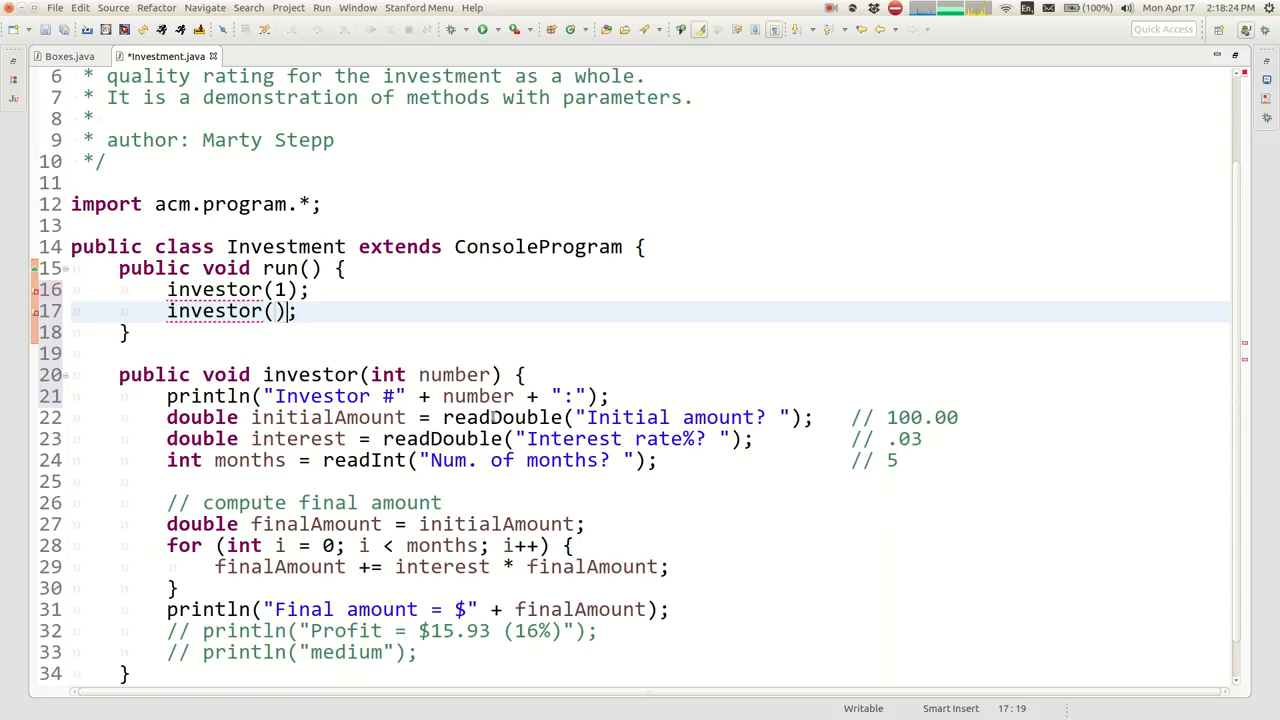 File Edit Source Refactor Navigate Search Project Run Window Stanford Menu Help
En (100%) Mon Apr 17 2:18:24
Quick Access
Boxes.java *Investment.java
6 * quality rating for the investment as a whole.
7 * It is a demonstration of methods with parameters.
8 *
9 * author: Marty Stepp
10 */
11
12 import acm.program.*;
13
14 public class Investment extends ConsoleProgram {
15 public void run() {
16 investor(1);
17 investor();
18 }
19
20 public void investor(int number) {
21 println("Investor #" + number + ":");
22 double initialAmount = readDouble("Initial amount? "); // 100.00
23 double interest = readDouble("Interest rate%? "); // .03
24 int months = readInt("Num. of months? "); // 5
25
26 // compute final amount
27 double finalAmount = initialAmount;
28 for (int i = 0; i < months; i++) {
29 finalAmount += interest * finalAmount;
30 }
31 println("Final amount = $" + finalAmount);
32 // println("Profit = $15.93 (16%)");
33 // println("medium");
34 }
Writable Smart Insert 17 : 19